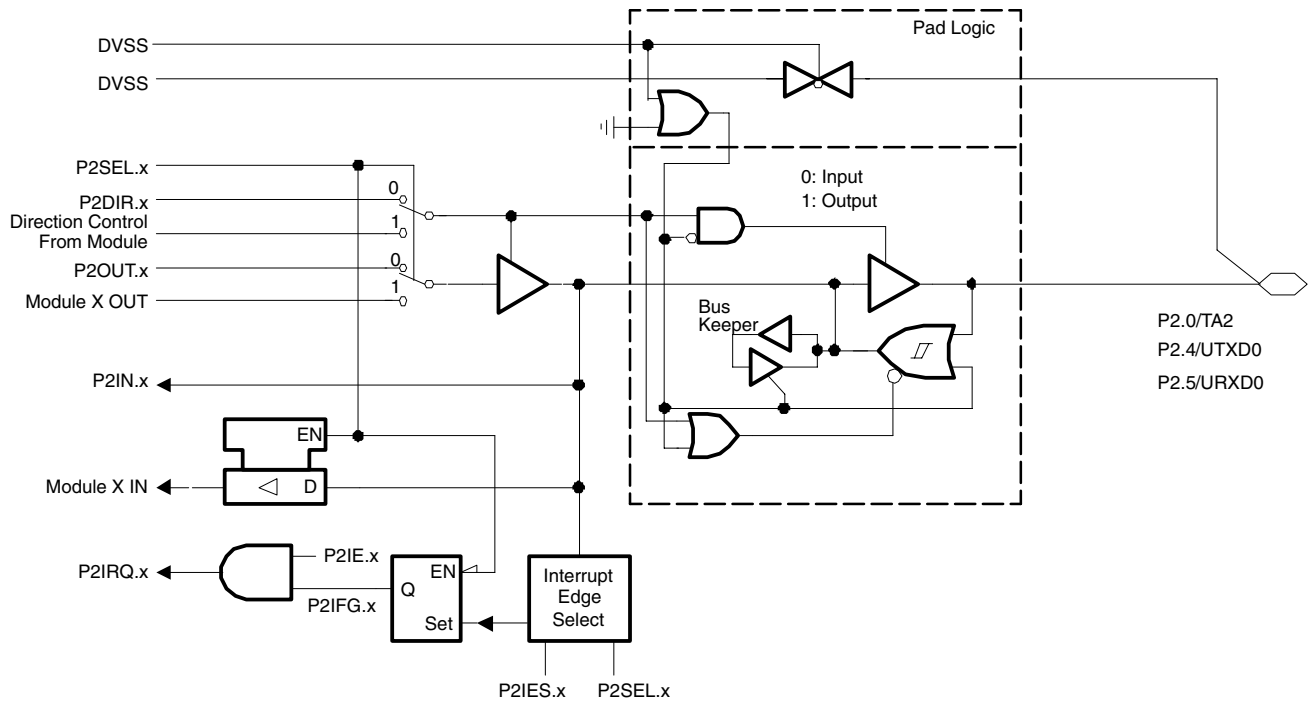 Pad Logic
DVSS
DVSS
P2SEL.x
0
P2DIR.x
Direction Control
From Module
1
0
P2OUT.x
1
Module X OUT
0: Input
1: Output
Bus
Keeper
P2.0/TA2
P2.4/UTXD0
P2.5/URXD0
P2IN.x
EN
Module X IN
D
P2IE.x
P2IRQ.x
P2IFG.x
EN
Q
Set
Interrupt
Edge
Select
P2IES.x
P2SEL.x